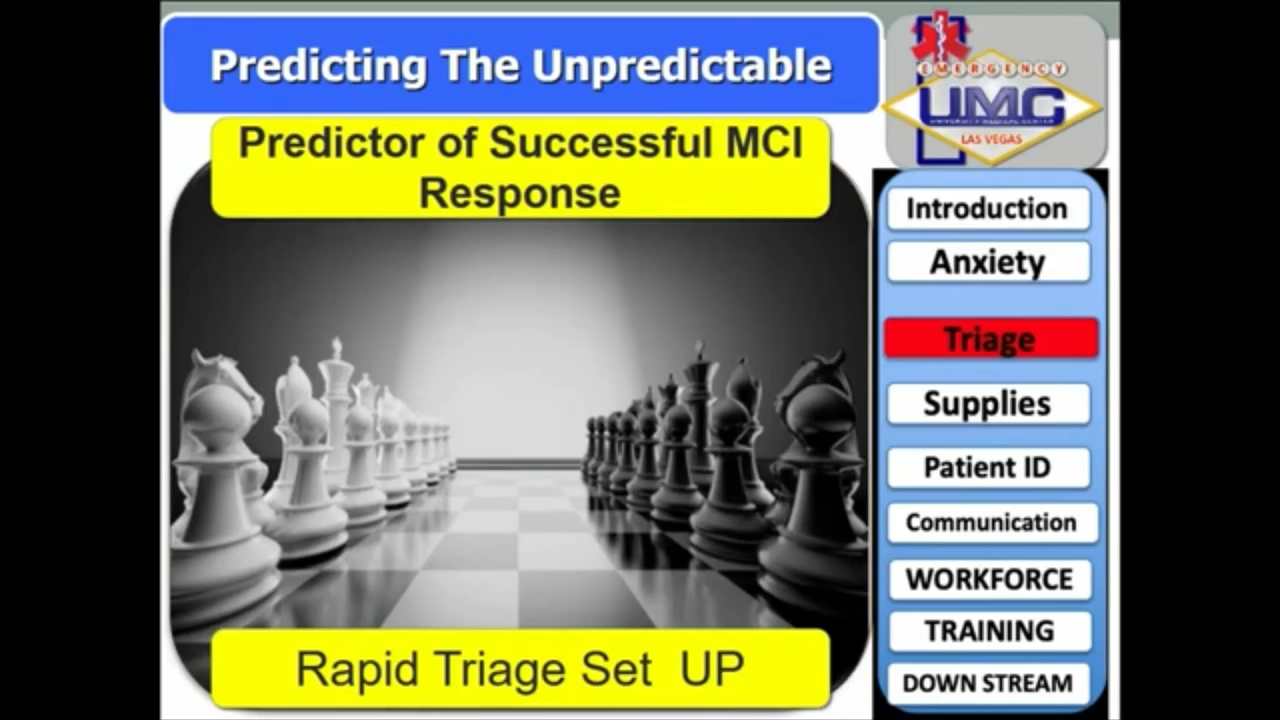 Predicting The Unpredictable
Predictor of Successful MCI
Response
Rapid Triage Set UP
EMERGENCY
UMC
UNIVERSITY MEDICAL CENTER
LAS VEGAS
Introduction
Anxiety
Triage
Supplies
Patient ID
Communication
WORKFORCE
TRAINING
DOWN STREAM